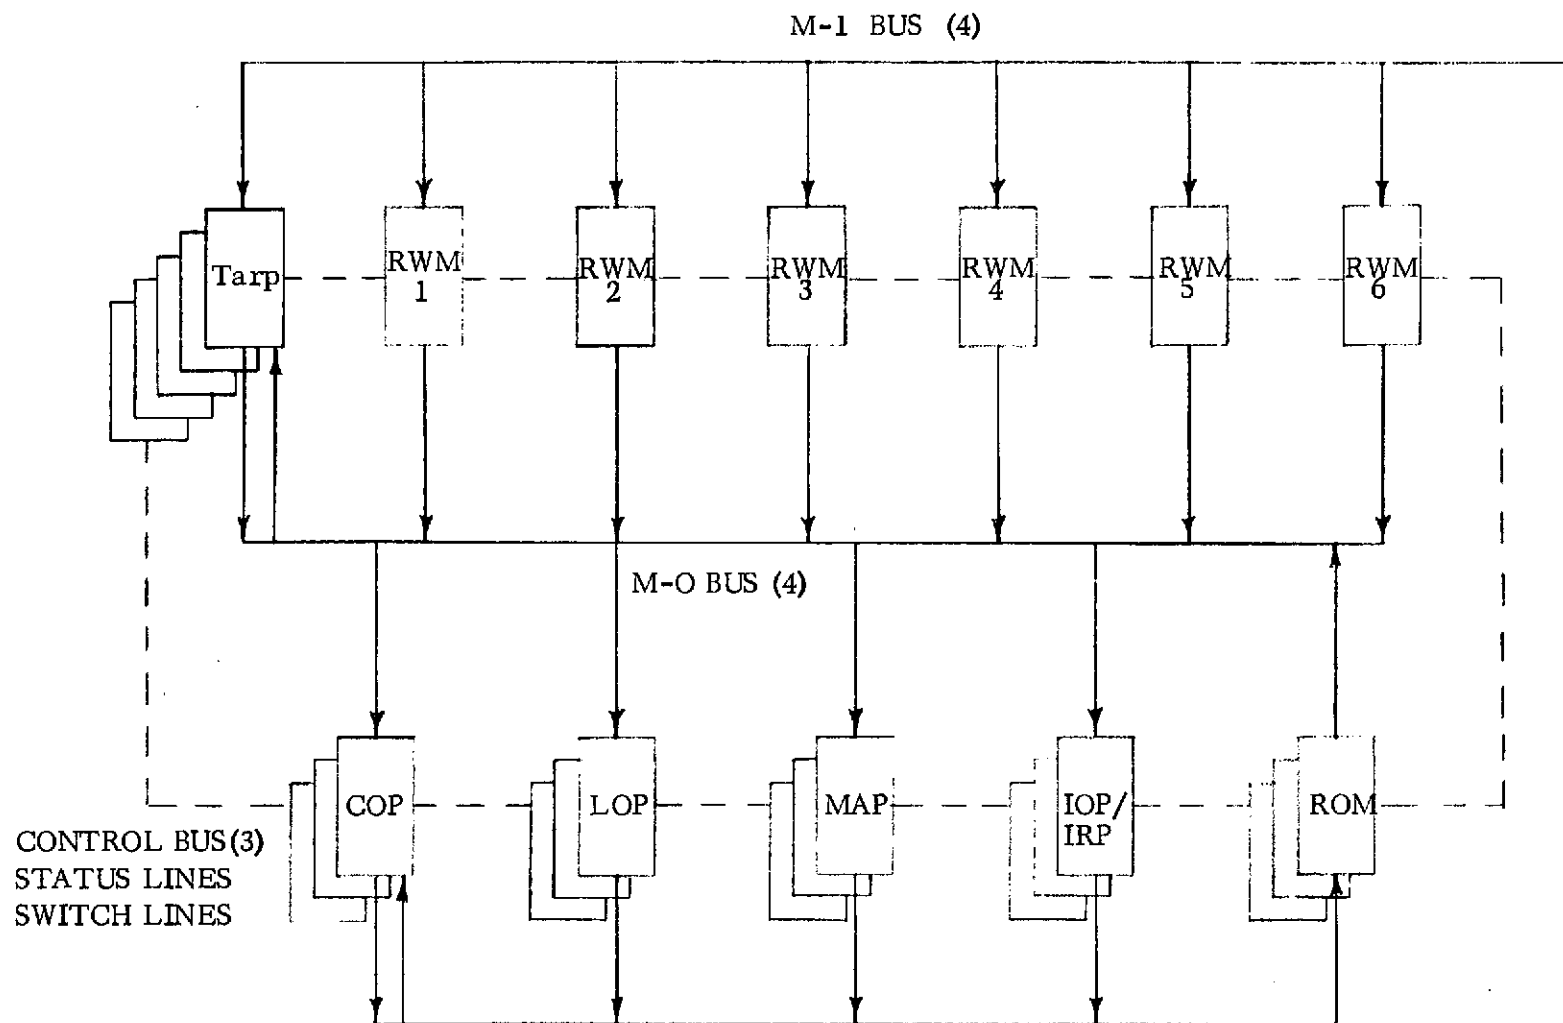 M-1 BUS (4)
Tarp
RWM
1
RWM
2
RWM
3
RWM
4
RWM
5
RWM
6
M-O BUS (4)
COP
LOP
MAP
IOP/
IRP
ROM
CONTROL BUS(3)
STATUS LINES
SWITCH LINES